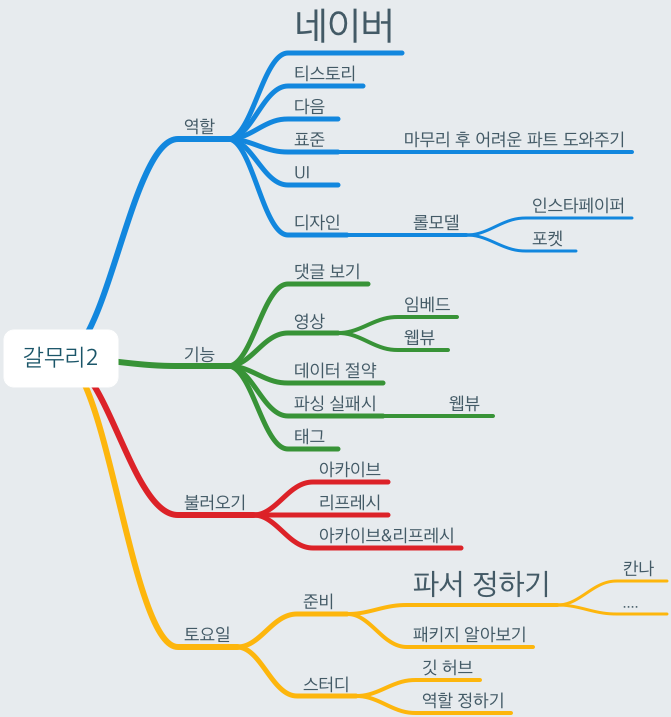 네이버
티스토리
다음
역할
표준
마무리 후 어려운 파트 도와주기
UI
디자인
롤모델
인스타페이퍼
포켓
댓글 보기
영상
임베드
웹뷰
갈무리2
기능
데이터 절약
파싱 실패시
웹뷰
태그
아카이브
불러오기
리프레시
아카이브&리프레시
토요일
준비
파서 정하기
칸나
....
패키지 알아보기
스터디
깃 허브
역할 정하기